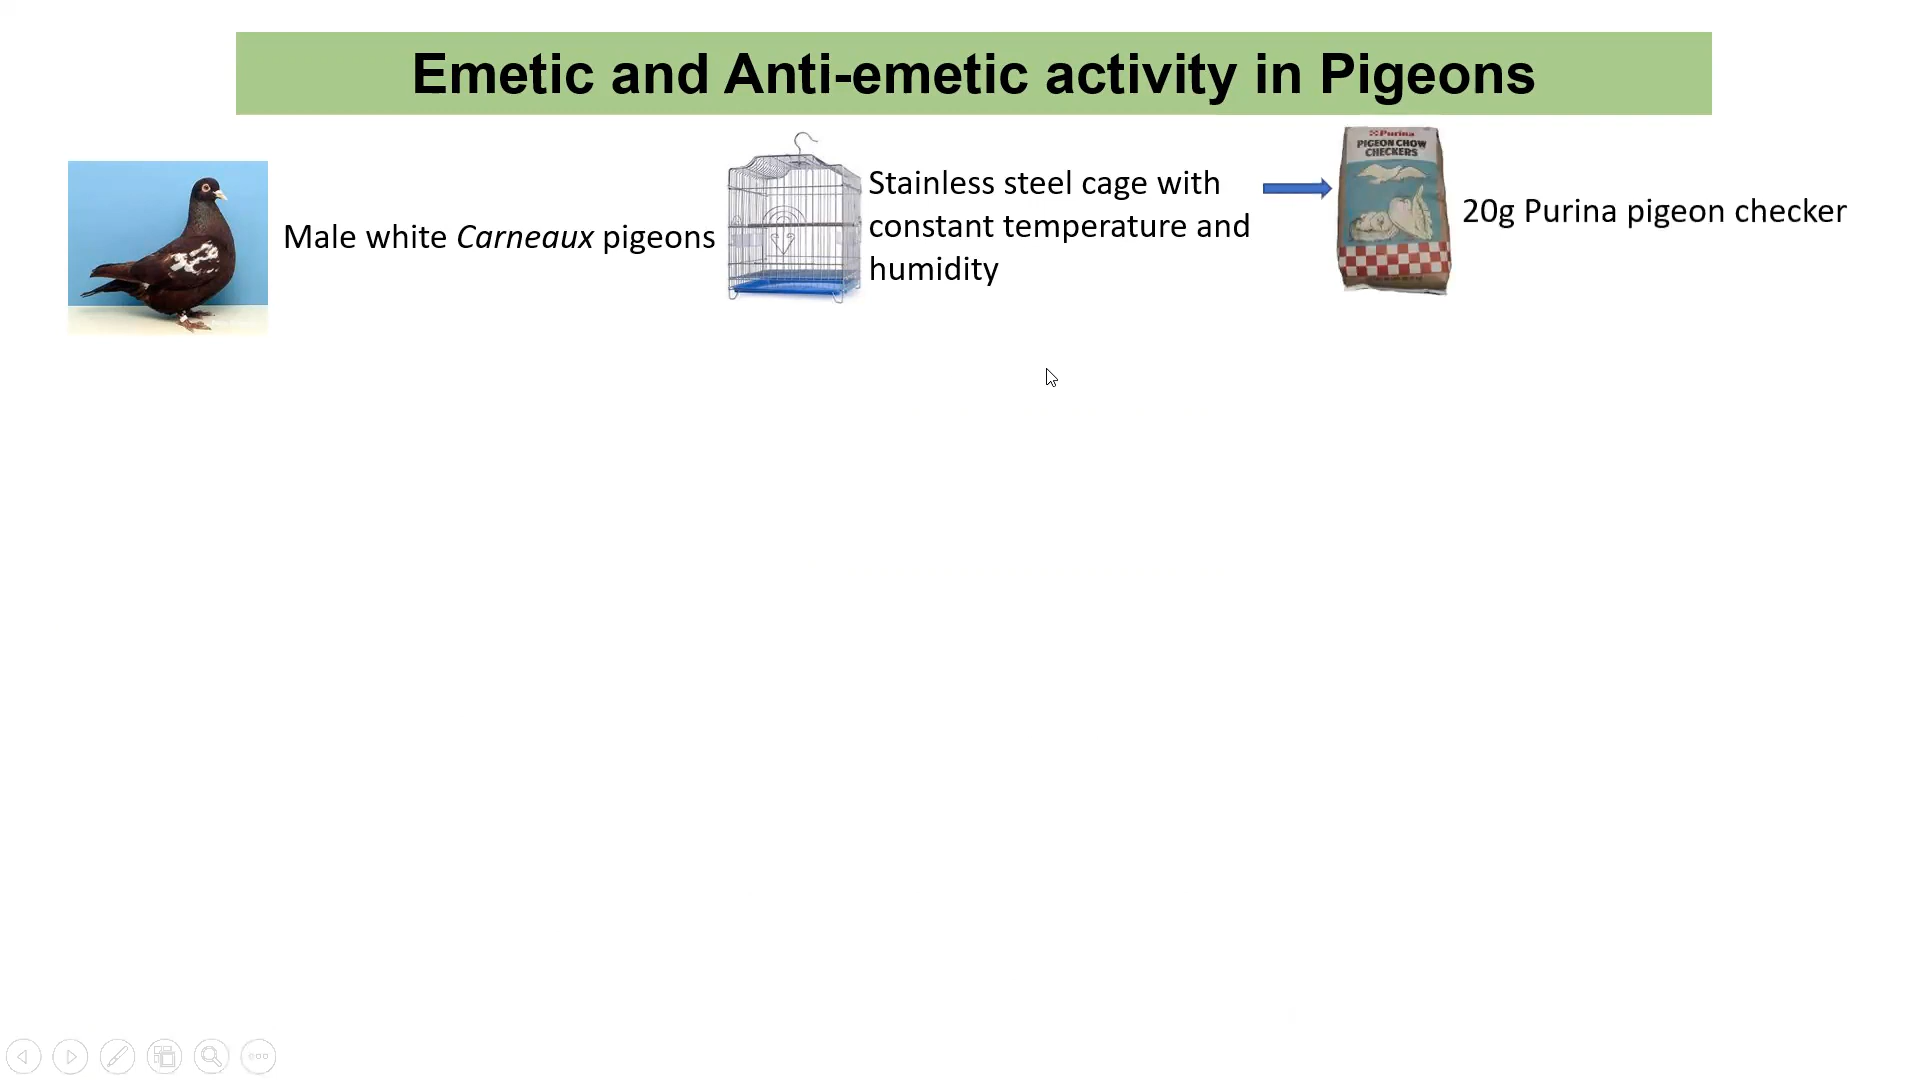 Emetic and Anti-emetic activity in Pigeons
Male white Carneaux pigeons
Stainless steel cage with
constant temperature and
humidity
Purina
PIGEON CHOW
CHECKERS
20g Purina pigeon checker